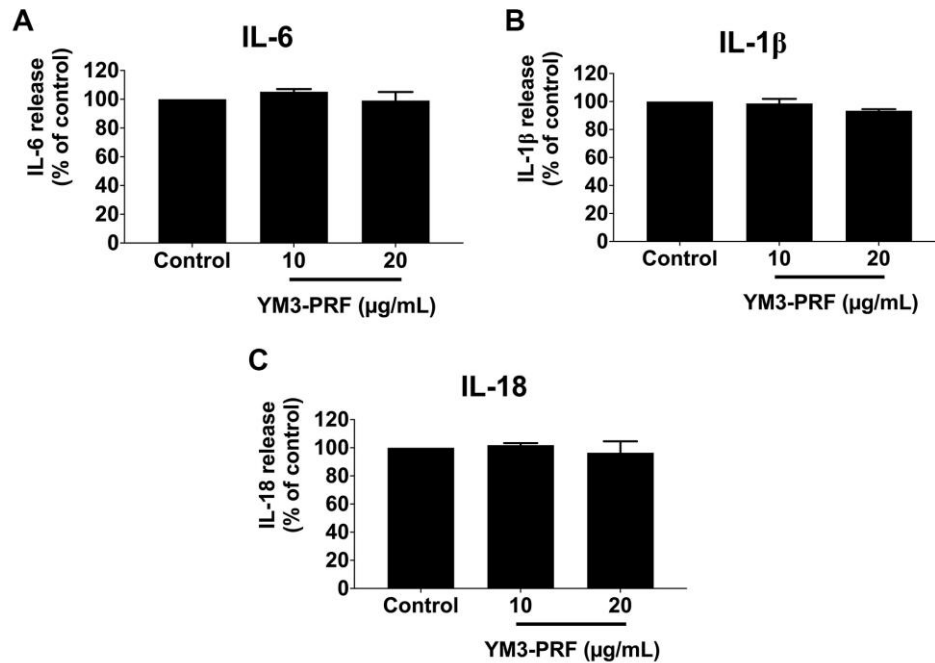 A
IL-6
IL-6 release
(% of control)
120
100
80
60
40
20
0
Control
10
20
YM3-PRF (µg/mL)
B
IL-1β
IL-1β release
(% of control)
120
100
80
60
40
20
0
Control
10
20
YM3-PRF (µg/mL)
C
IL-18
IL-18 release
(% of control)
120
100
80
60
40
20
0
Control
10
20
YM3-PRF (µg/mL)